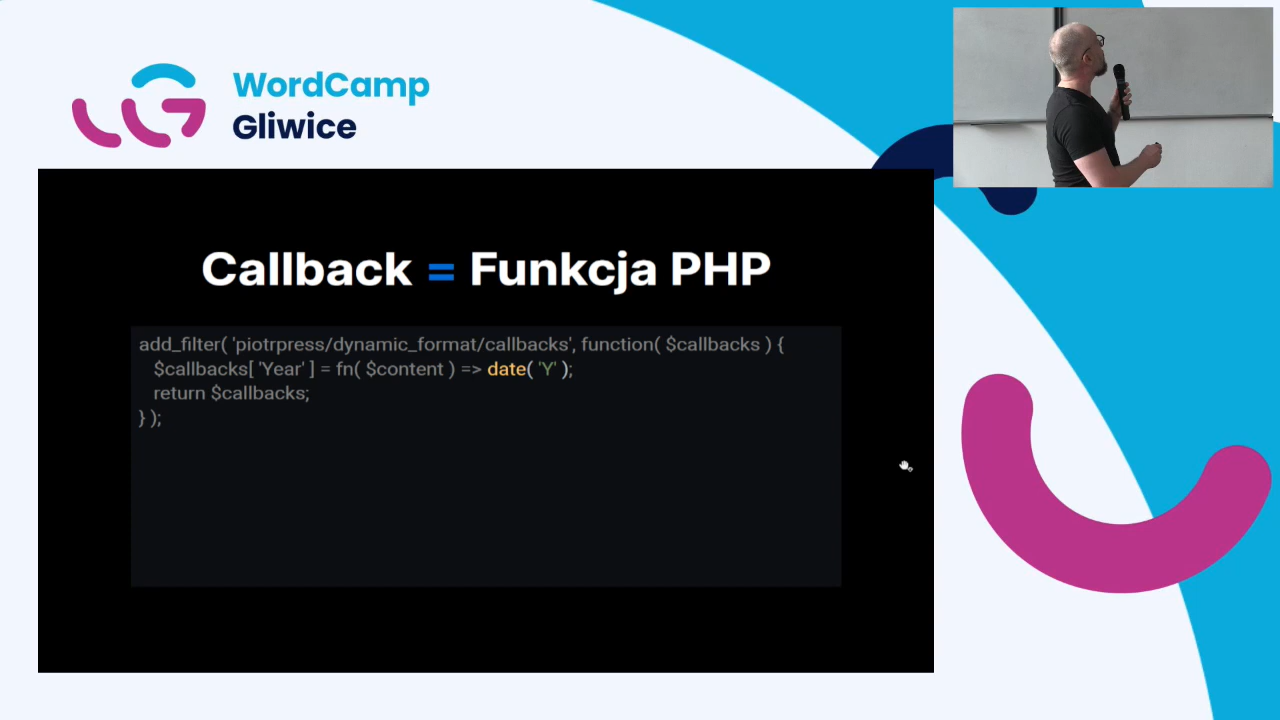 WordCamp
Gliwice
Callback = Funkcja PHP
add_filter( 'piotrpress/dynamic_format/callbacks', function( $callbacks ) {
$callbacks[ 'Year' ] = fn( $content ) => date( 'Y' );
return $callbacks;
} );